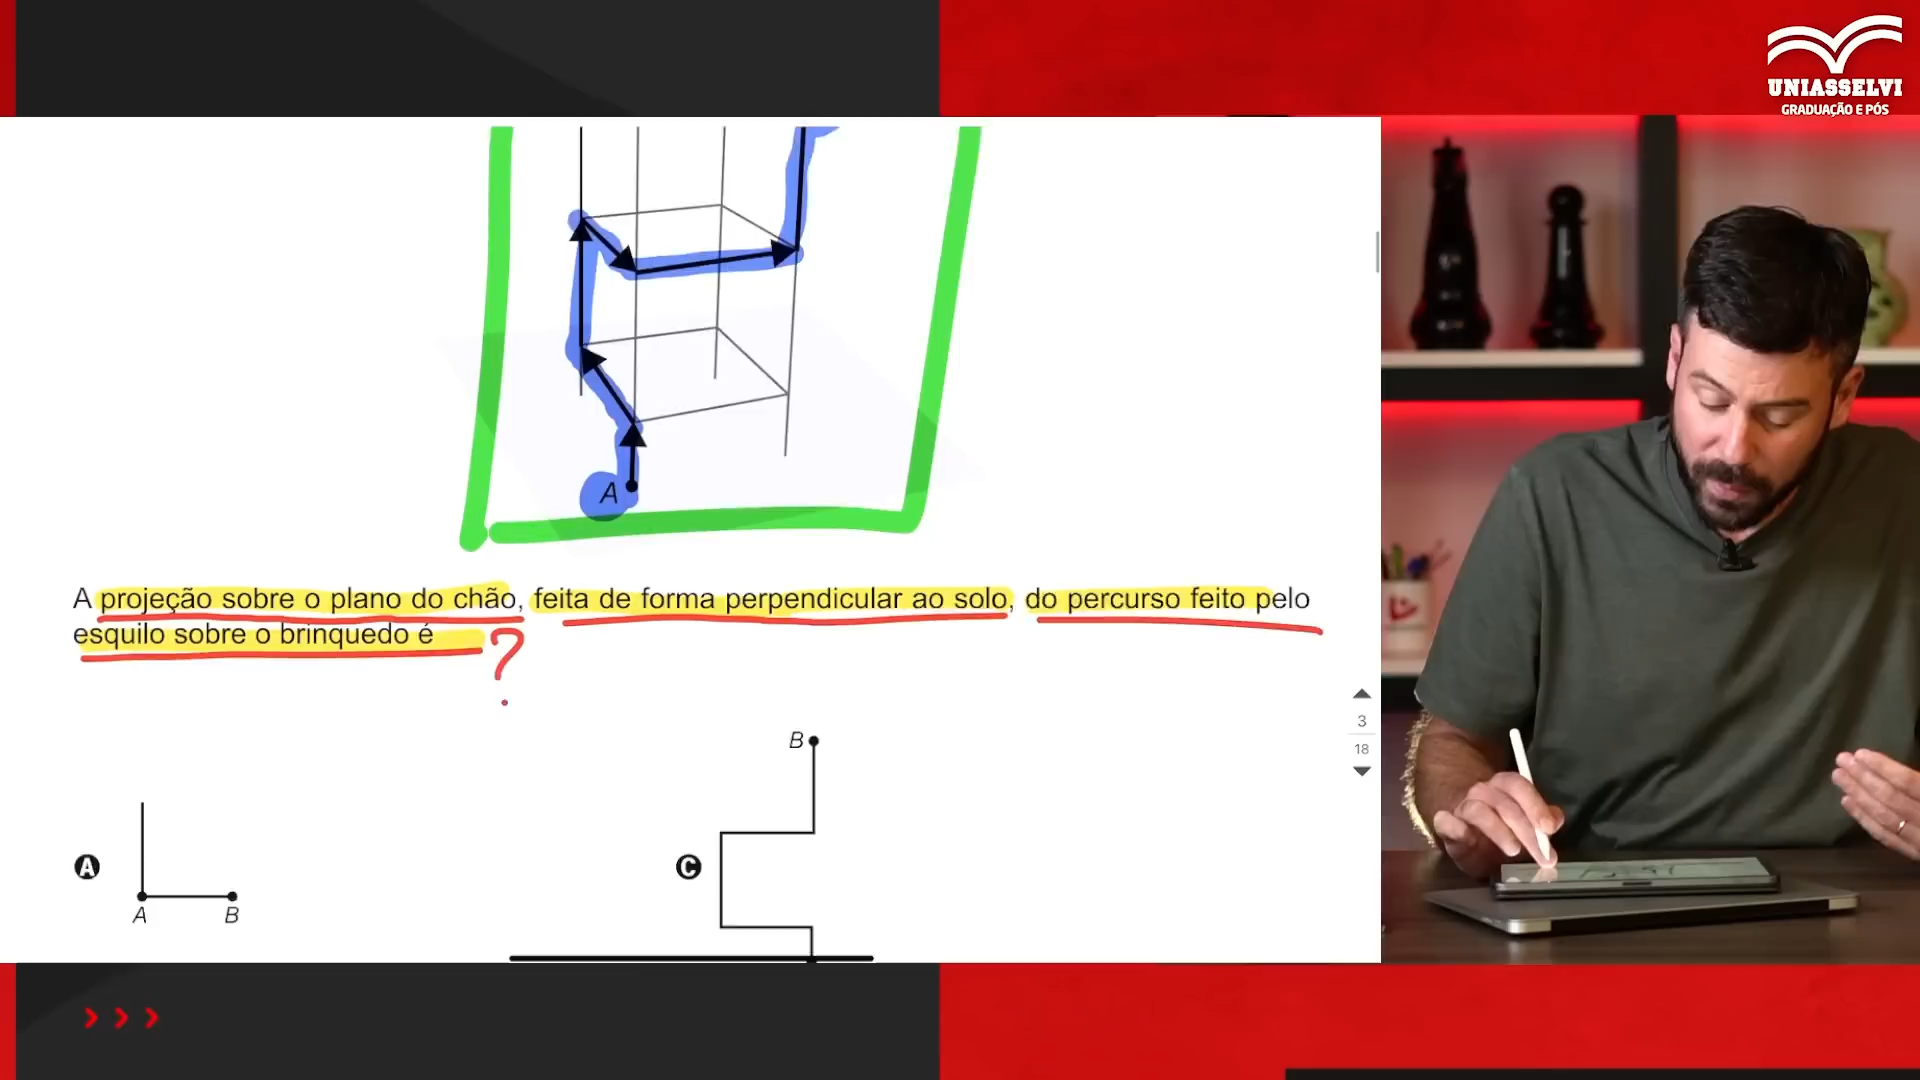 UNIASSELVI
GRADUAÇÃO E PÓS
A
A projeção sobre o plano do chão, feita de forma perpendicular ao solo, do percurso feito pelo
esquilo sobre o brinquedo é
?
3
18
B
A
C
A B